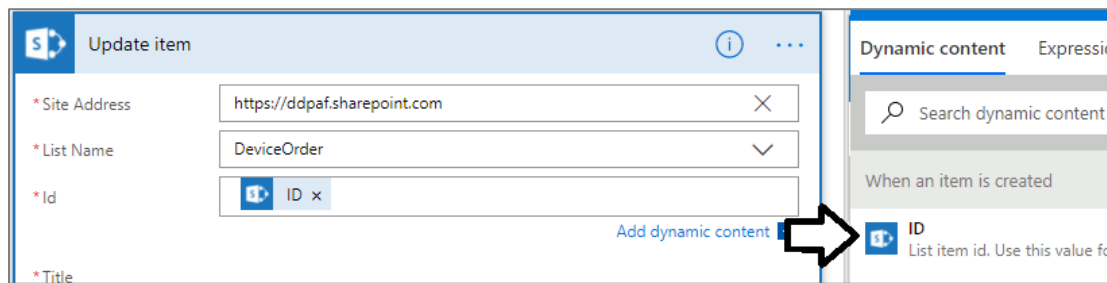 Update item
* Site Address
https://ddpaf.sharepoint.com
* List Name
DeviceOrder
* Id
ID ×
Add dynamic content
* Title
Dynamic content
Search dynamic content
When an item is created
ID
List item id. Use this value